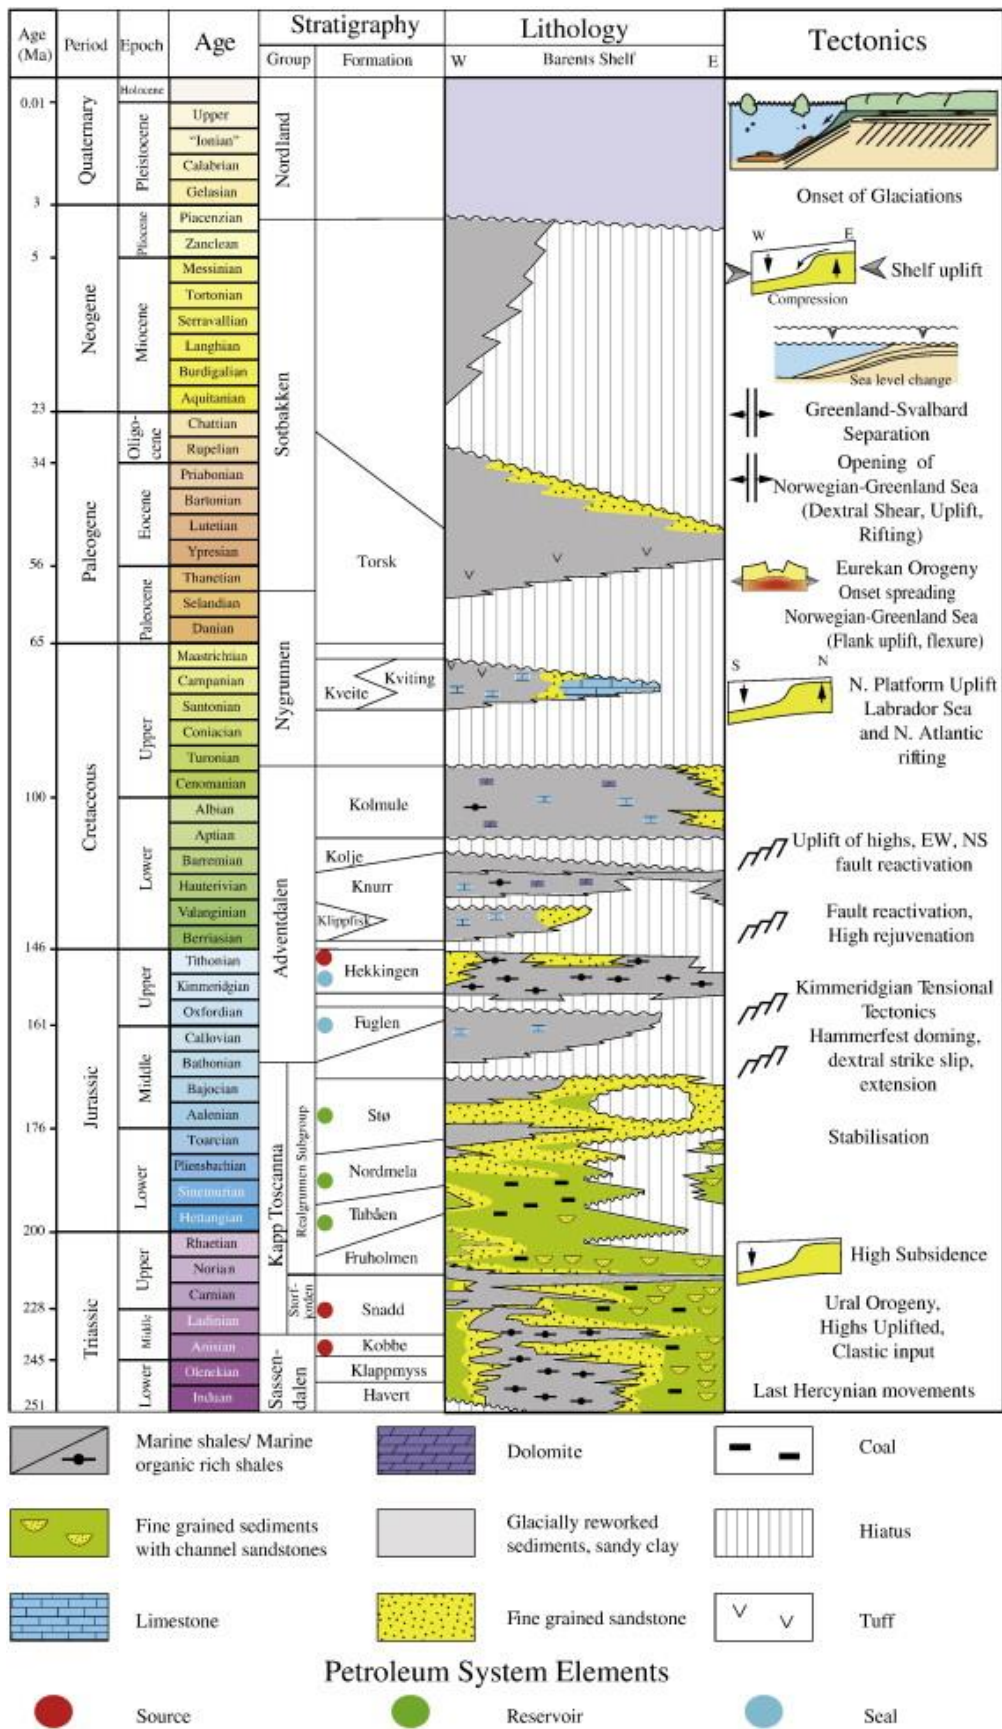 Age
(Ma)
Period
Epoch
Age
Stratigraphy
Group
Formation
Lithology
W
Barents Shelf
E
Tectonics
0.01
3
5
23
34
56
65
100
146
161
176
200
228
245
251
Quaternary
Neogene
Paleogene
Cretaceous
Jurassic
Triassic
Holocene
Pleistocene
Pliocene
Miocene
Oligo-
cene
Eocene
Paleocene
Upper
Lower
Upper
Middle
Lower
Upper
Middle
Lower
Upper
"Ionian"
Calabrian
Gelasian
Piacenzian
Zanclean
Messinian
Tortonian
Serravallian
Langhian
Burdigalian
Aquitanian
Chattian
Rupelian
Priabonian
Bartonian
Lutetian
Ypresian
Thanetian
Selandian
Danian
Maastrichtian
Campanian
Santonian
Coniacian
Turonian
Cenomanian
Albian
Aptian
Barremian
Hauterivian
Valanginian
Berriasian
Tithonian
Kimmeridgian
Oxfordian
Callovian
Bathonian
Bajocian
Aalenian
Toarcian
Pliensbachian
Sinemurian
Hettangian
Rhaetian
Norian
Carnian
Ladinian
Anisian
Olenekian
Induan
Nordland
Sotbakken
Nygrunnen
Adventdalen
Kapp Toscanna
Realgrunnen Subgroup
Storf-
jorden
Sassen-
dalen
Torsk
Kviting
Kveite
Kolmule
Kolje
Knurr
Klippfisk
Hekkingen
Fuglen
Stø
Nordmela
Tubåen
Fruholmen
Snadd
Kobbe
Klappmyss
Havert
Onset of Glaciations
W
E
Shelf uplift
Compression
Sea level change
Greenland-Svalbard
Separation
Opening of
Norwegian-Greenland Sea
(Dextral Shear, Uplift,
Rifting)
Eurekan Orogeny
Onset spreading
Norwegian-Greenland Sea
(Flank uplift, flexure)
S
N
N. Platform Uplift
Labrador Sea
and N. Atlantic
rifting
Uplift of highs, EW, NS
fault reactivation
Fault reactivation,
High rejuvenation
Kimmeridgian Tensional
Tectonics
Hammerfest doming,
dextral strike slip,
extension
Stabilisation
High Subsidence
Ural Orogeny,
Highs Uplifted,
Clastic input
Last Hercynian movements
Marine shales/ Marine
organic rich shales
Dolomite
Coal
Fine grained sediments
with channel sandstones
Glacially reworked
sediments, sandy clay
Hiatus
Limestone
Fine grained sandstone
Tuff
Petroleum System Elements
Source
Reservoir
Seal